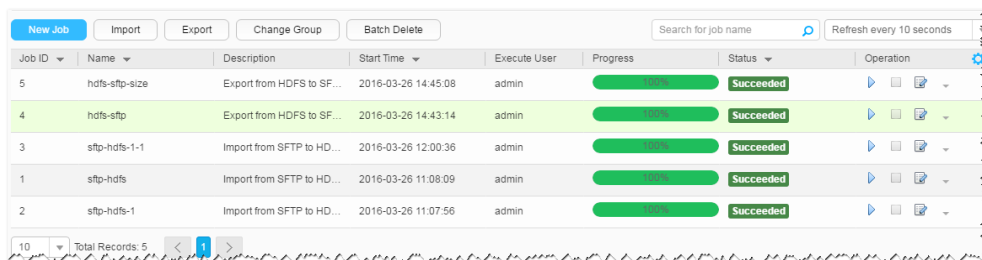 New Job Import Export Change Group Batch Delete Search for job name Refresh every 10 seconds
Job ID Name Description Start Time Execute User Progress Status Operation
5 hdfs-sftp-size Export from HDFS to SF... 2016-03-26 14:45:08 admin 100% Succeeded
4 hdfs-sftp Export from HDFS to SF... 2016-03-26 14:43:14 admin 100% Succeeded
3 sftp-hdfs-1-1 Import from SFTP to HD... 2016-03-26 12:00:36 admin 100% Succeeded
1 sftp-hdfs Import from SFTP to HD... 2016-03-26 11:08:09 admin 100% Succeeded
2 sftp-hdfs-1 Import from SFTP to HD... 2016-03-26 11:07:56 admin 100% Succeeded
10 Total Records: 5 < 1 >